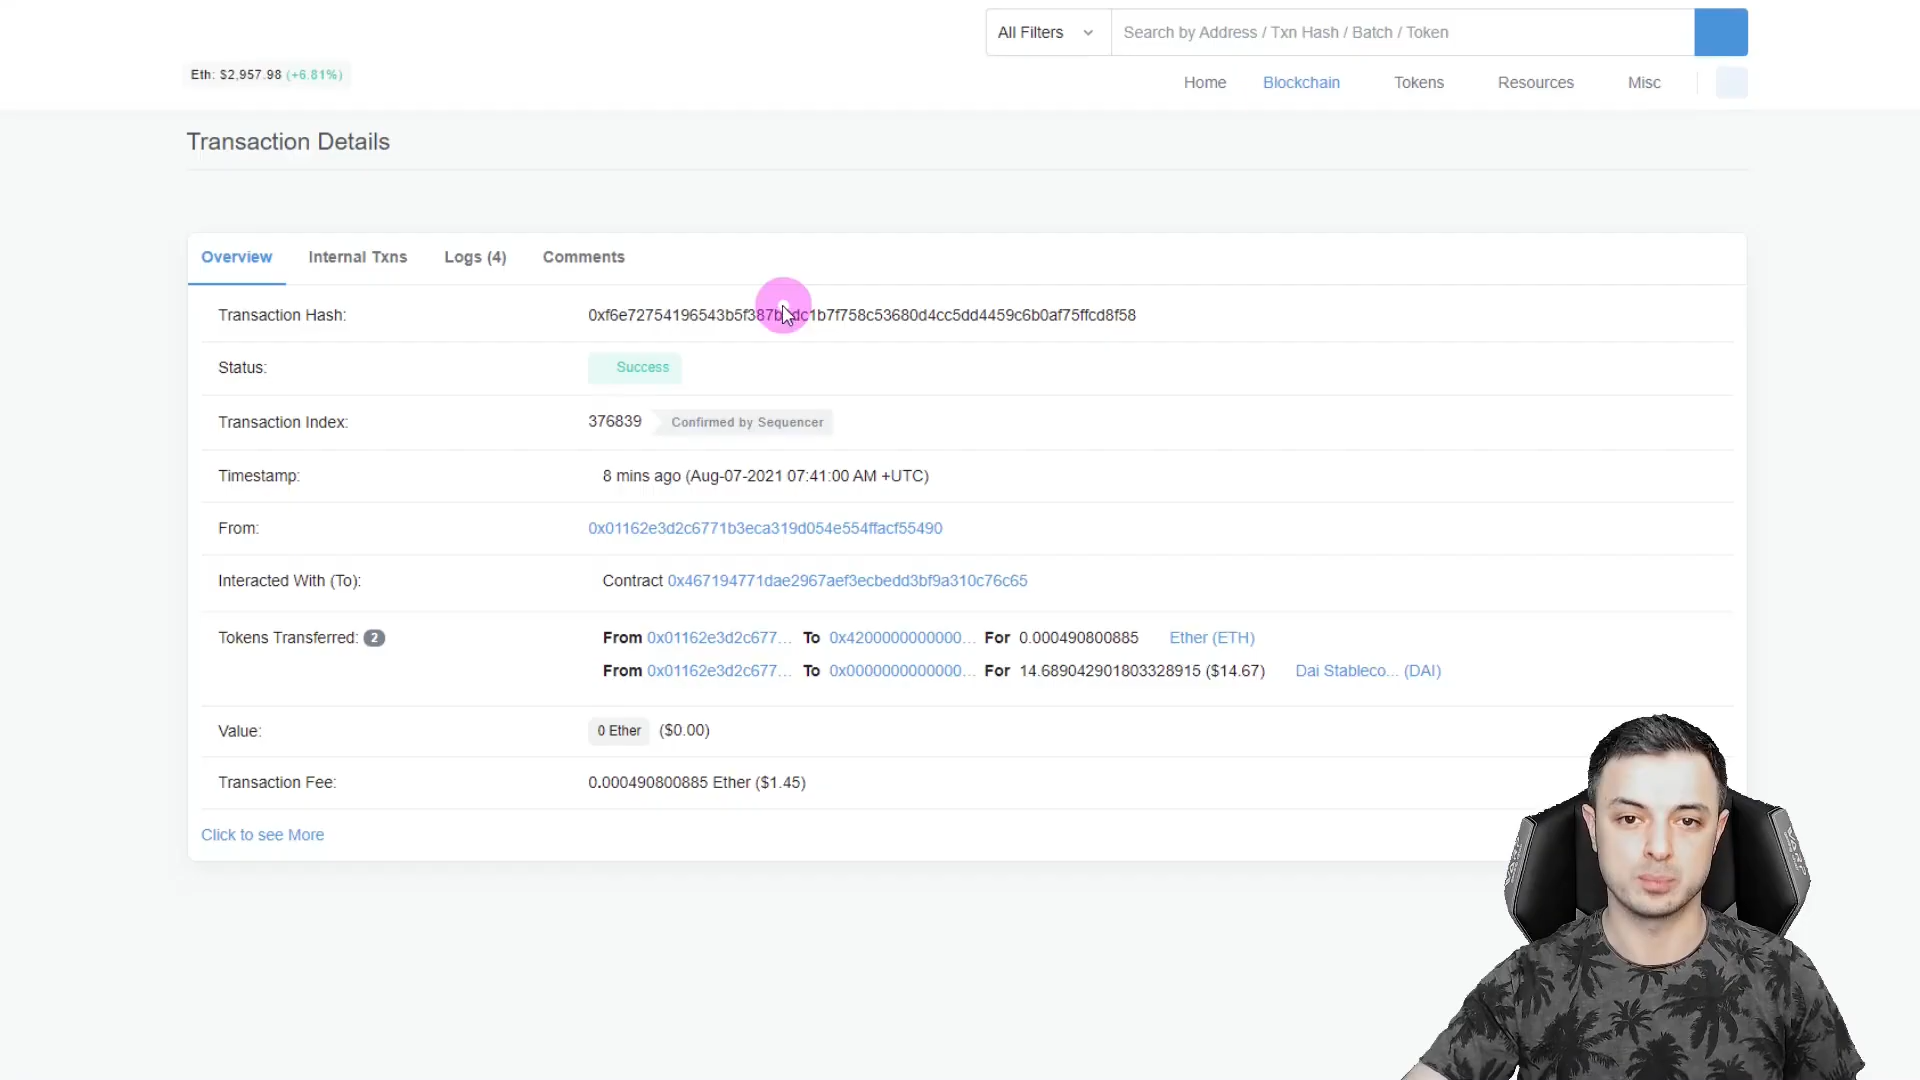 All Filters
Search by Address / Txn Hash / Batch / Token
Eth: $2,957.98 (+6.81%)
Home
Blockchain
Tokens
Resources
Misc
Transaction Details
Overview
Internal Txns
Logs (4)
Comments
Transaction Hash:
Status: Success
Transaction Index: 376839 Confirmed by Sequencer
Timestamp: 8 mins ago (Aug-07-2021 07:41:00 AM +UTC)
From: 0x01162e3d2c6771b3eca319d054e554ffacf55490
Interacted With (To): Contract 0x467194771dae2967aef3ecbedd3bf9a310c76c65
Tokens Transferred: 2 From 0x01162e3d2c677... To 0x4200000000000... For 0.000490800885 Ether (ETH)
From 0x01162e3d2c677... To 0x0000000000000... For 14.689042901803328915 ($14.67) Dai Stableco... (DAI)
Value: 0 Ether ($0.00)
Transaction Fee: 0.000490800885 Ether ($1.45)
Click to see More